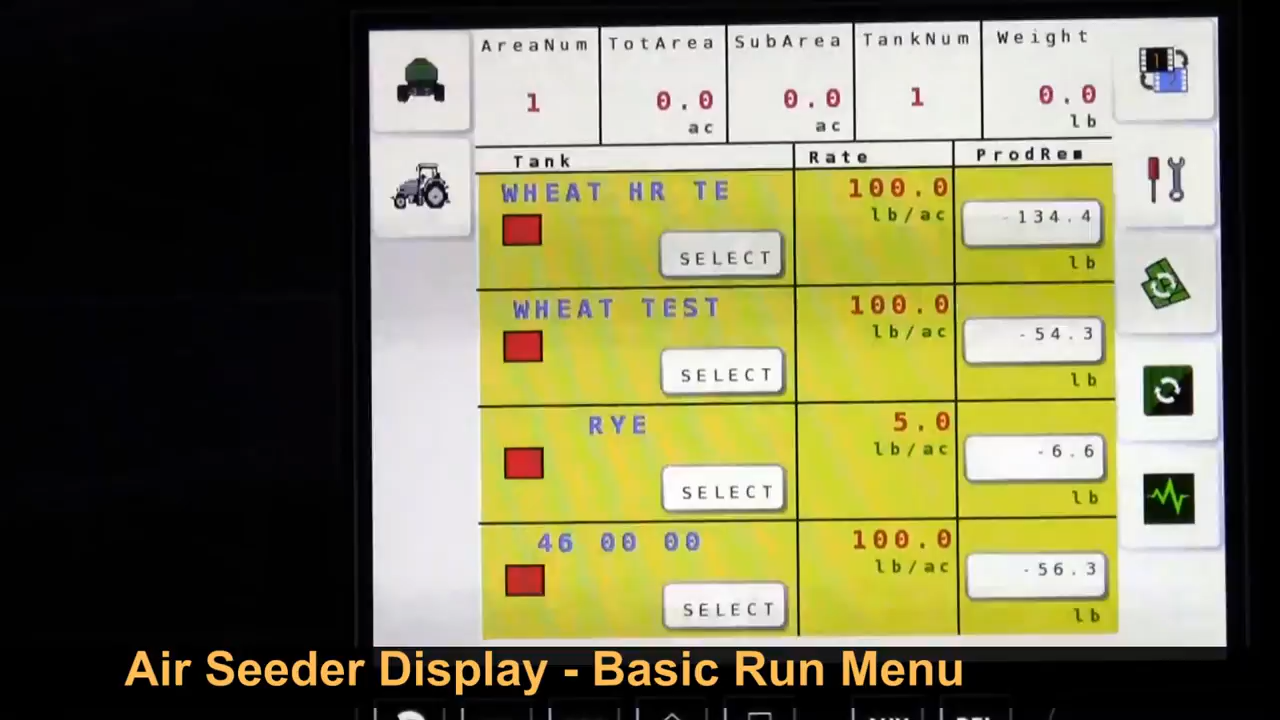 AreaNum TotArea SubArea TankNum Weight
1 0.0 0.0 1 0.0
ac ac lb
Tank Rate ProdRem
WHEAT HR TE 100.0 -134.4
lb/ac
SELECT lb
WHEAT TEST 100.0 -54.3
lb/ac
SELECT lb
RYE 5.0 -6.6
lb/ac
SELECT lb
46 00 00 100.0 -56.3
lb/ac
SELECT lb
Air Seeder Display - Basic Run Menu